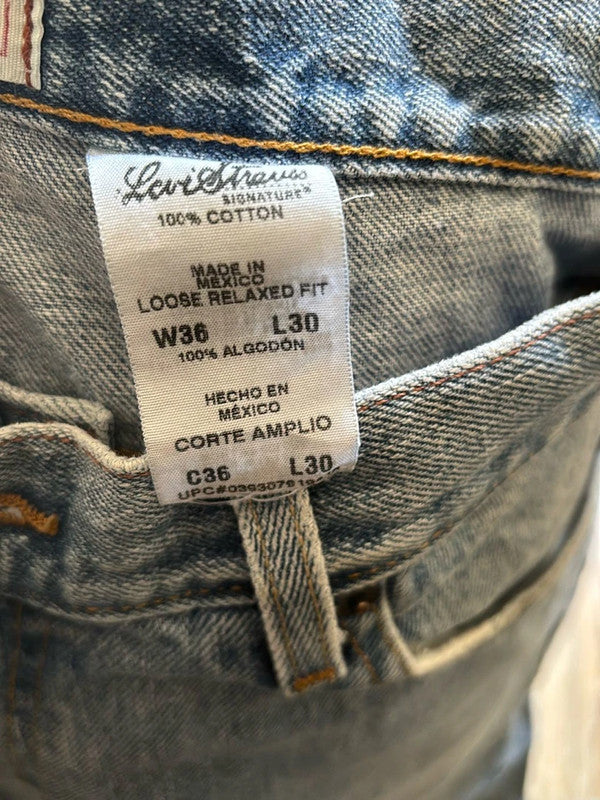 Levi Strauss
SIGNATURE™
100% COTTON
MADE IN
MEXICO
LOOSE RELAXED FIT
W36 L30
100% ALGODÓN
HECHO EN
MÉXICO
CORTE AMPLIO
C36 L30